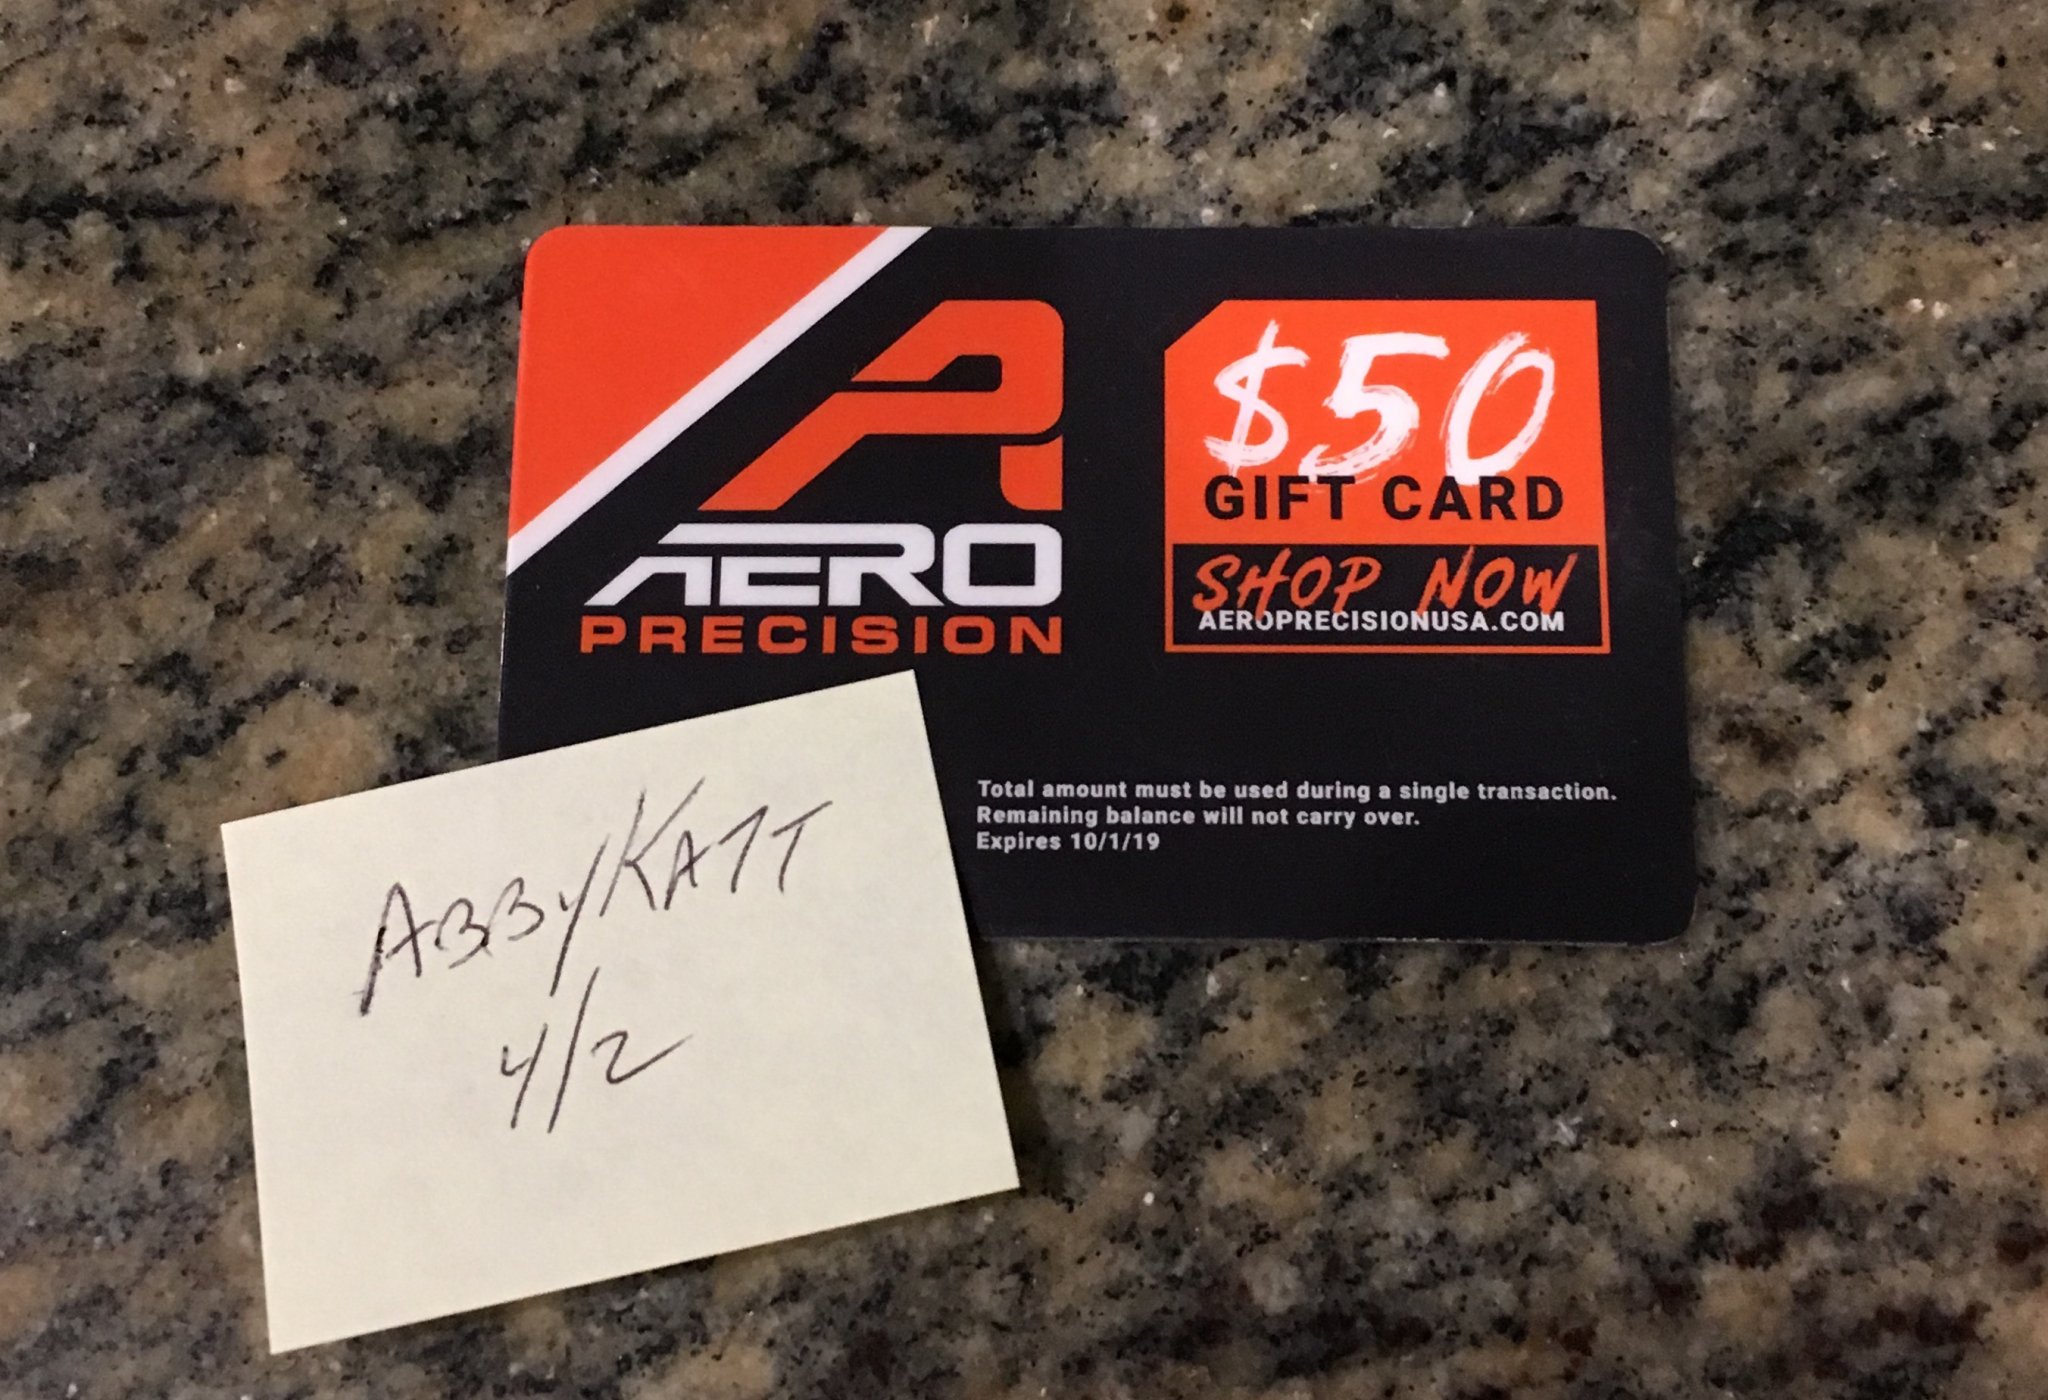 AERO
PRECISION
$50
GIFT CARD
SHOP NOW
AEROPRECISIONUSA.COM
Total amount must be used during a single transaction.
Remaining balance will not carry over.
Expires 10/1/19
ABBYKATT
4/2